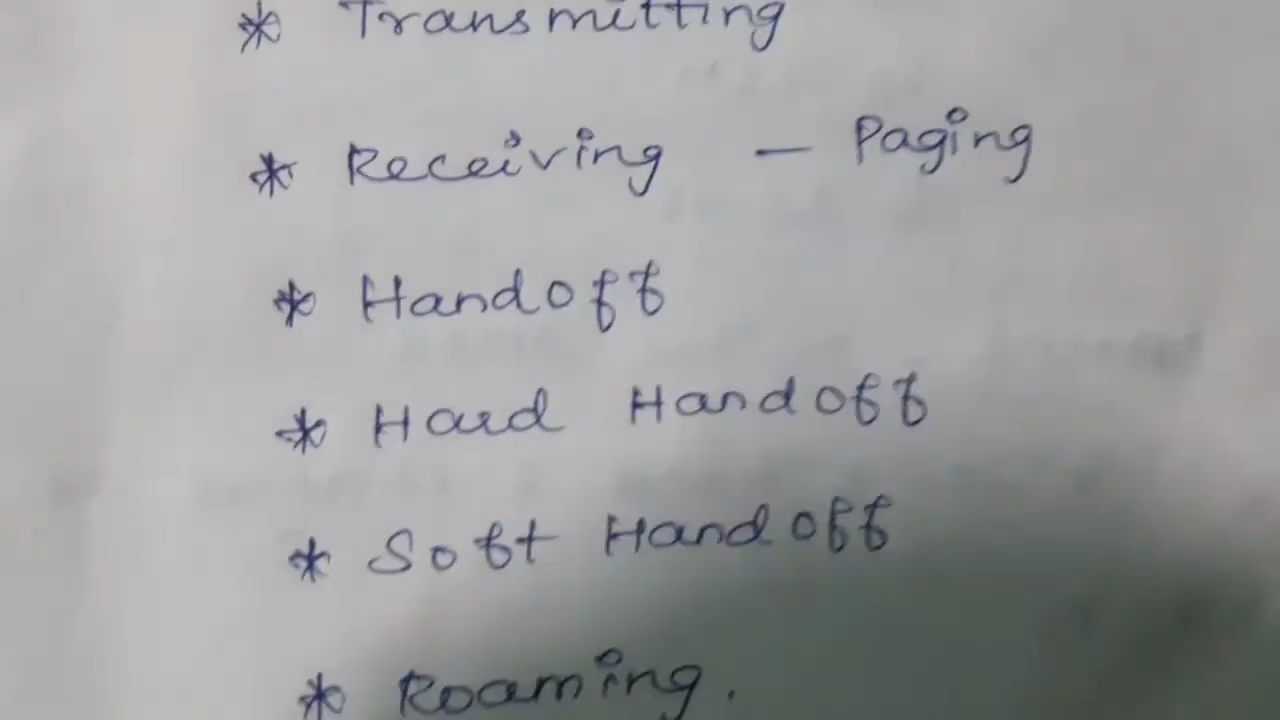 * Transmitting
* Receiving — Paging
* Handoff
* Hard Handoff
* Soft Handoff
* Roaming.